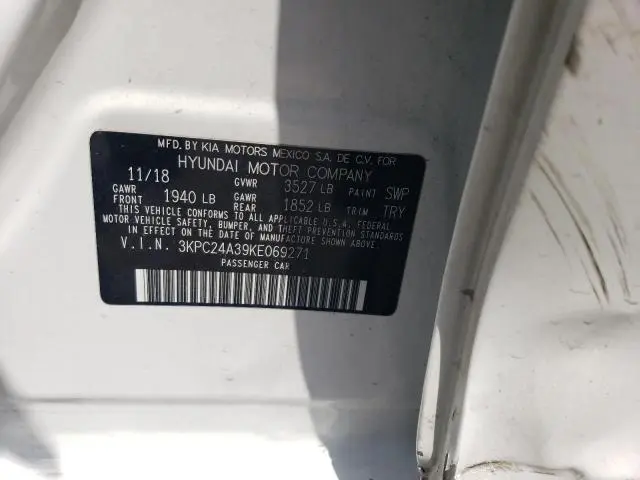 MFD. BY KIA MOTORS MEXICO S.A. DE C.V. FOR
HYUNDAI MOTOR COMPANY
11/18 GVWR 3527 LB PAINT SWP
GAWR FRONT 1940 LB GAWR REAR 1852 LB TRIM TRY
THIS VEHICLE CONFORMS TO ALL APPLICABLE U.S.A. FEDERAL
MOTOR VEHICLE SAFETY, BUMPER, AND THEFT PREVENTION STANDARDS
IN EFFECT ON THE DATE OF MANUFACTURE SHOWN ABOVE.
V.I.N. 3KPC24A39KE069271
PASSENGER CAR